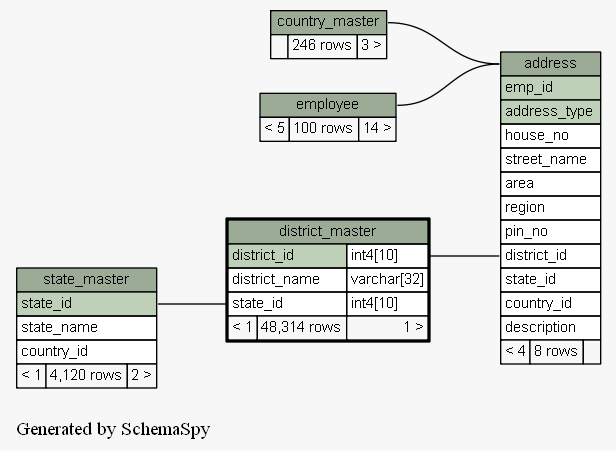 country_master
246 rows 3 >
employee
< 5 100 rows 14 >
address
emp_id
address_type
house_no
street_name
area
region
pin_no
district_id
state_id
country_id
description
< 4 8 rows
district_master
district_id int4[10]
district_name varchar[32]
state_id int4[10]
< 1 48,314 rows 1 >
state_master
state_id
state_name
country_id
< 1 4,120 rows 2 >
Generated by SchemaSpy